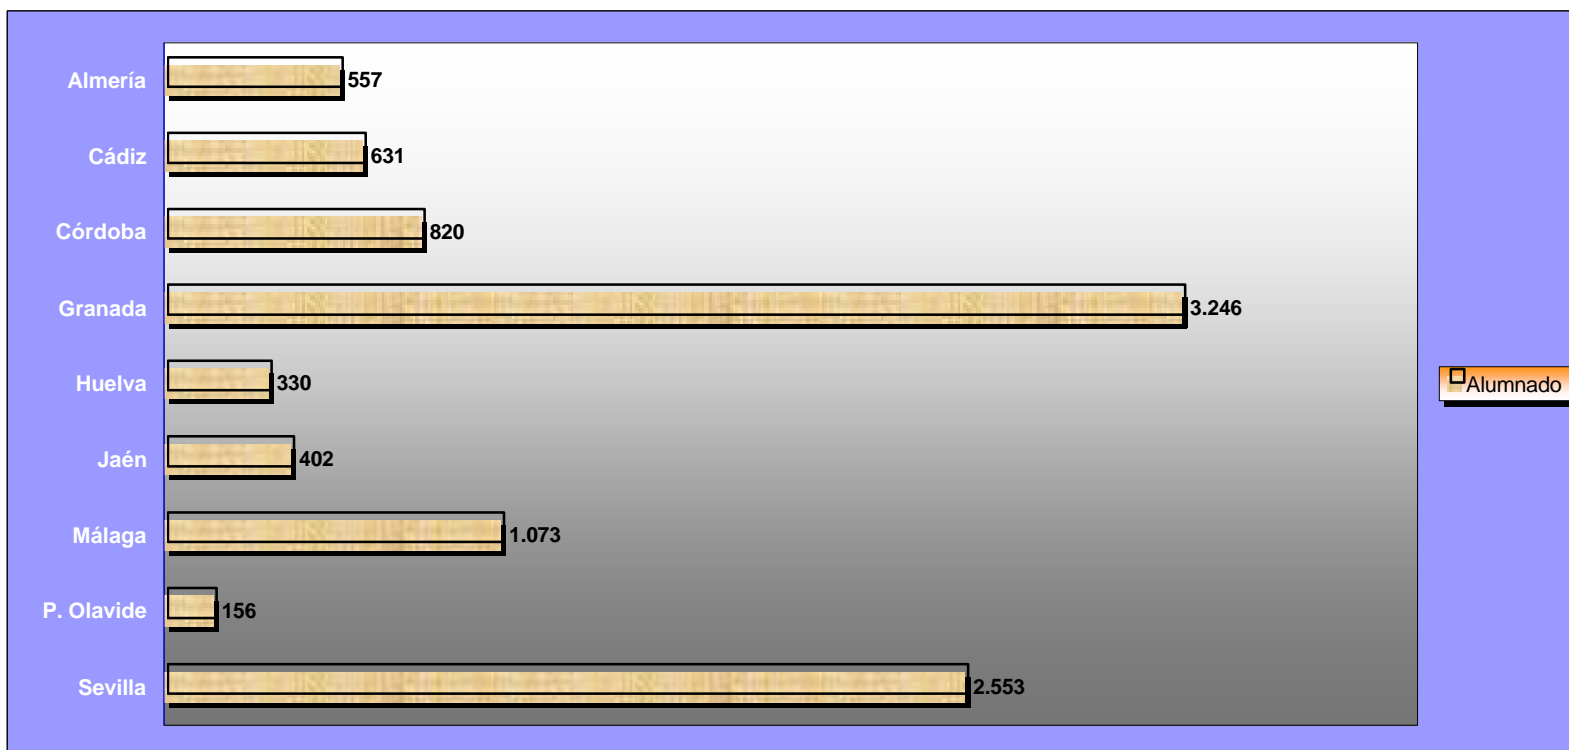 Almería 557
Cádiz 631
Córdoba 820
Granada 3.246
Huelva 330
Alumnado
Jaén 402
Málaga 1.073
P. Olavide 156
Sevilla 2.553